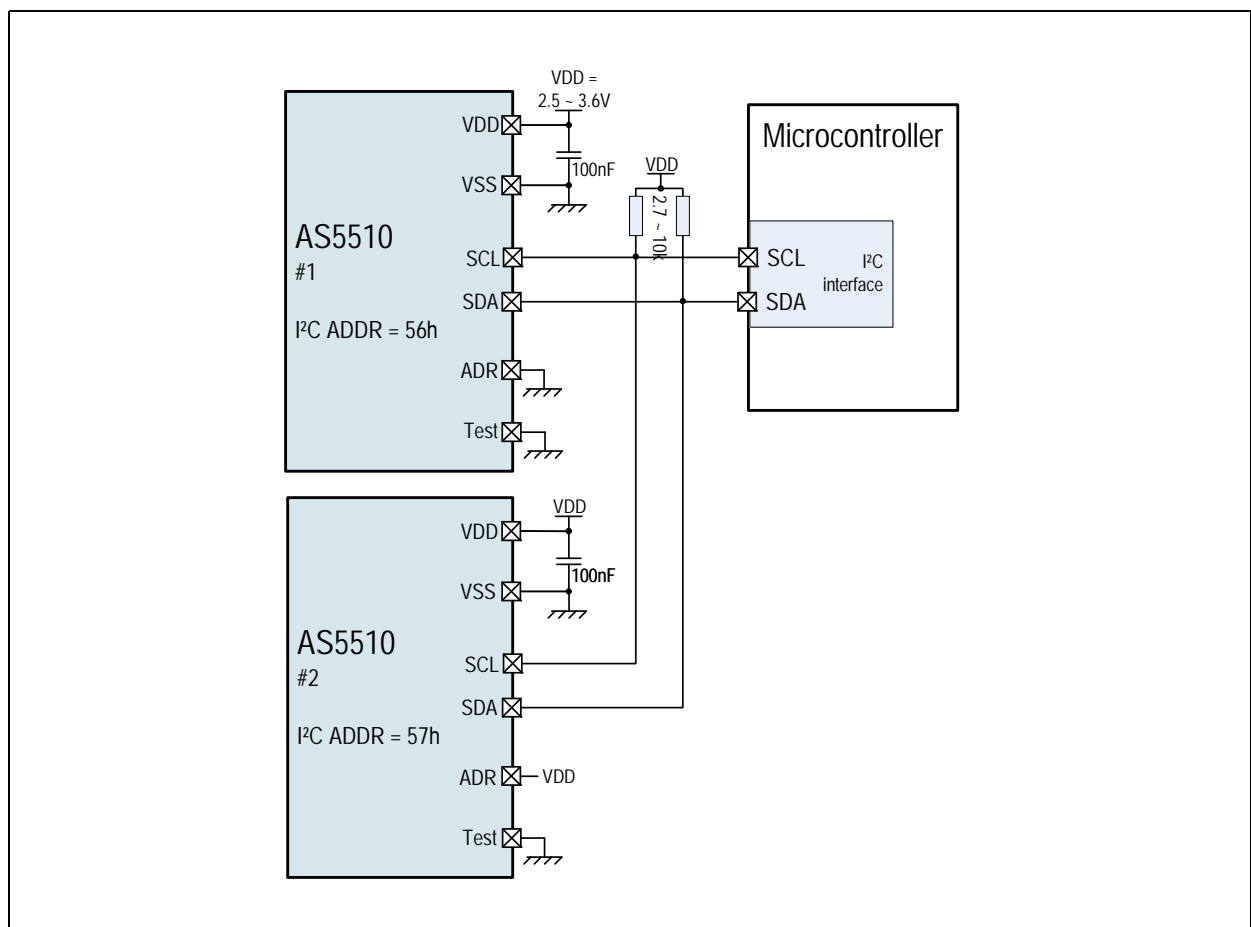 VDD =
2.5 ~ 3.6V
VDD
100nF
VSS
AS5510
#1
SCL
SDA
I²C ADDR = 56h
ADR
Test
VDD
2.7 ~ 10k
Microcontroller
SCL
I²C
interface
SDA
VDD
VDD
100nF
VSS
AS5510
#2
SCL
SDA
I²C ADDR = 57h
ADR
VDD
Test